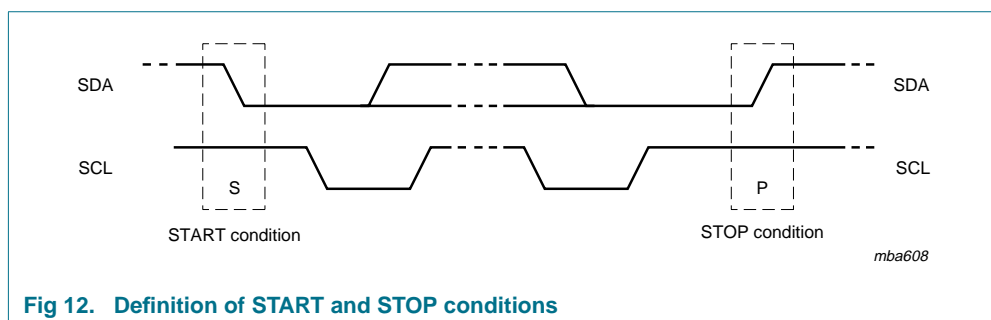 SDA
SDA
SCL
SCL
S
P
START condition
STOP condition
mba608
Fig 12. Definition of START and STOP conditions